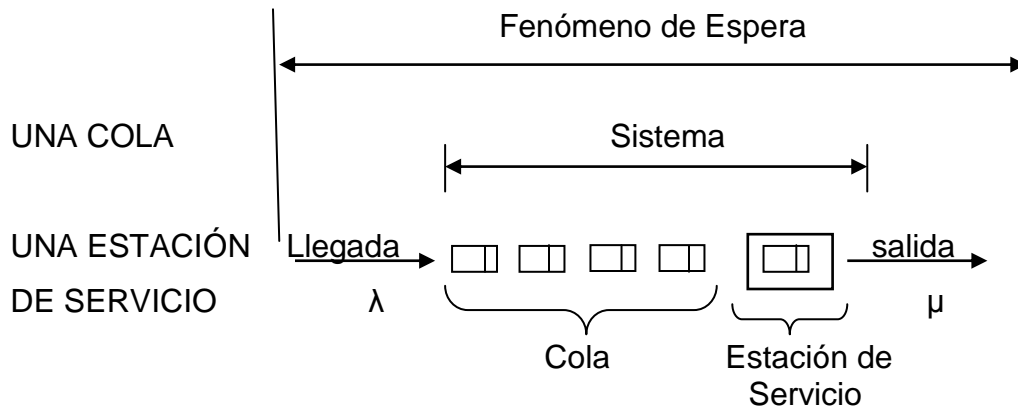 Fenómeno de Espera
UNA COLA
Sistema
UNA ESTACIÓN
DE SERVICIO
Llegada
λ
salida
μ
Cola
Estación de
Servicio